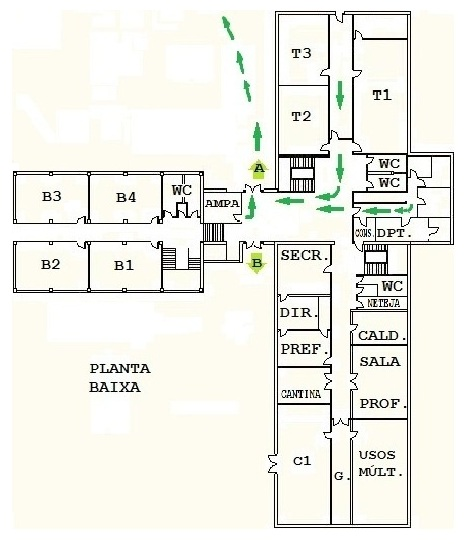 T3
T1
T2
A
WC
WC
B3
B4
WC
AMPA
CONS.
DPT.
B2
B1
B
SECR.
WC
NETEJA
DIR.
CALD.
PREF.
SALA
PROF.
PLANTA
BAIXA
CANTINA
C1
G.
USOS
MÚLT.